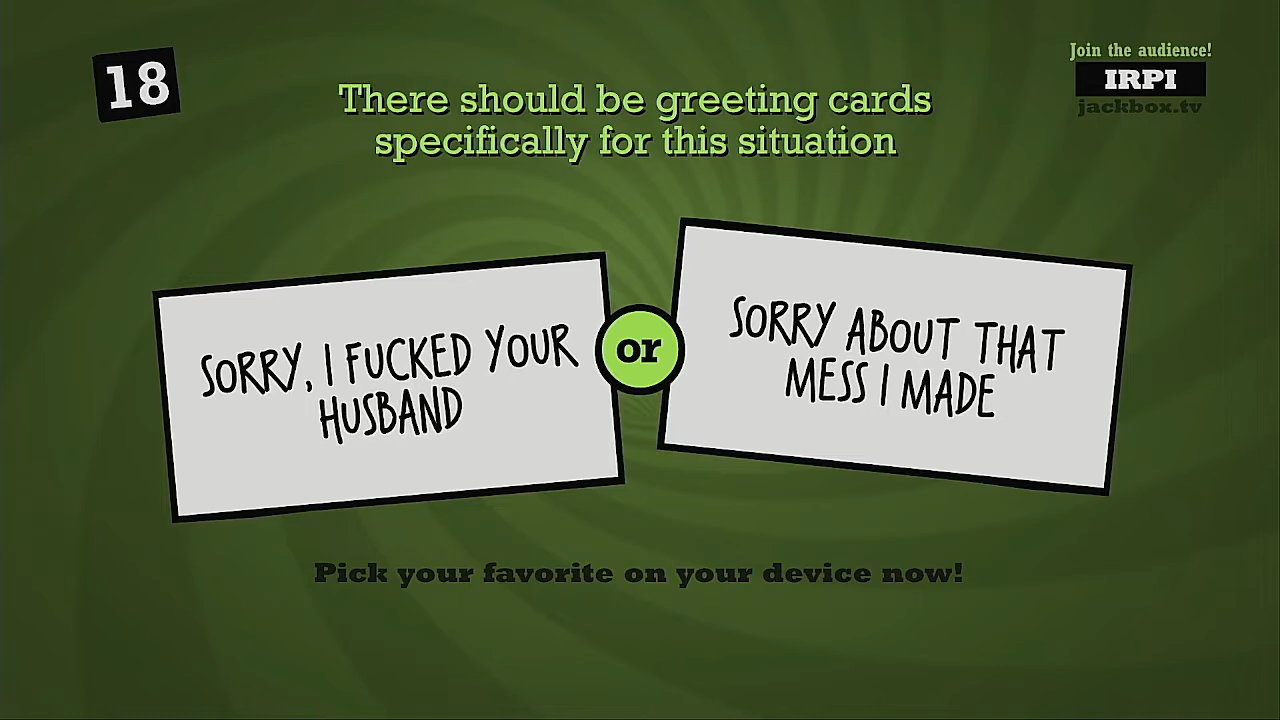 18
Join the audience!
IRPI
jackbox.tv
There should be greeting cards
specifically for this situation
SORRY, I FUCKED YOUR
HUSBAND
or
SORRY ABOUT THAT
MESS I MADE
Pick your favorite on your device now!